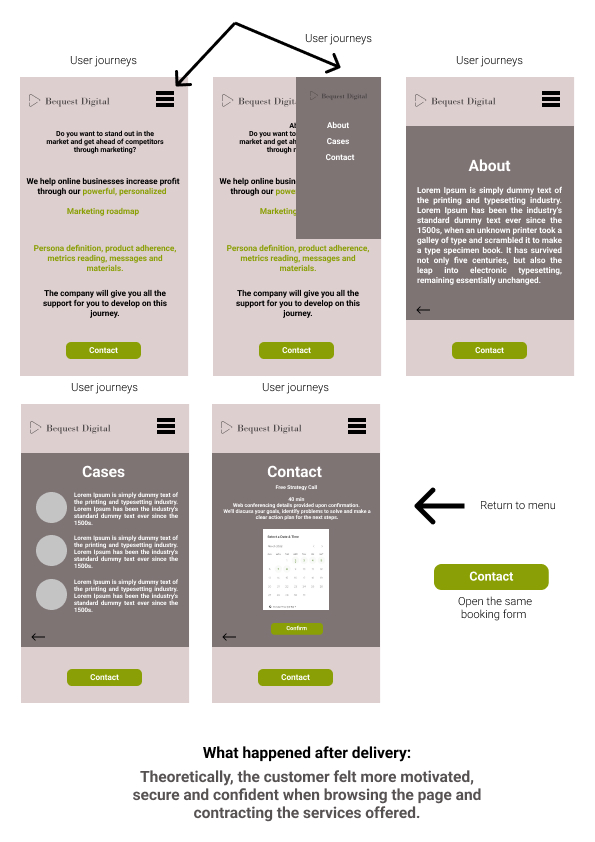 User journeys
User journeys
User journeys
Bequest Digital
Do you want to stand out in the
market and get ahead of competitors
through marketing?
We help online businesses increase profit
through our powerful, personalized
Marketing roadmap
Persona definition, product adherence,
metrics reading, messages and
materials.
The company will give you all the
support for you to develop on this
journey.
Contact
Bequest Digital
Do you want to
market and get
through
We help online
through our
Marketing
Bequest Digital
About
Cases
Contact
Persona definition, product adherence,
metrics reading, messages and
materials.
The company will give you all the
support for you to develop on this
journey.
Contact
Bequest Digital
About
Lorem Ipsum is simply dummy text of
the printing and typesetting industry.
Lorem Ipsum has been the industry's
standard dummy text ever since the
1500s, when an unknown printer took a
galley of type and scrambled it to make
a type specimen book. It has survived
not only five centuries, but also the
leap into electronic typesetting,
remaining essentially unchanged.
Contact
User journeys
User journeys
Bequest Digital
Cases
Lorem Ipsum is simply dummy text of
the printing and typesetting industry.
Lorem Ipsum has been the industry's
standard dummy text ever since the
1500s.
Lorem Ipsum is simply dummy text of
the printing and typesetting industry.
Lorem Ipsum has been the industry's
standard dummy text ever since the
1500s.
Lorem Ipsum is simply dummy text of
the printing and typesetting industry.
Lorem Ipsum has been the industry's
standard dummy text ever since the
1500s.
Contact
Bequest Digital
Contact
Free Strategy Call
40 min
Web conferencing details provided upon confirmation.
We'll discuss your goals, identify problems to solve and make a
clear action plan for the next steps.
Select a Date & Time
Confirm
Contact
Return to menu
Contact
Open the same
booking form
What happened after delivery:
Theoretically, the customer felt more motivated,
secure and confident when browsing the page and
contracting the services offered.